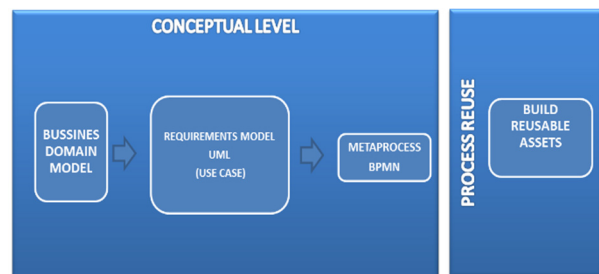 CONCEPTUAL LEVEL
BUSSINES
DOMAIN
MODEL
REQUIREMENTS MODEL
UML
(USE CASE)
METAPROCESS
BPMN
PROCESS REUSE
BUILD
REUSABLE
ASSETS